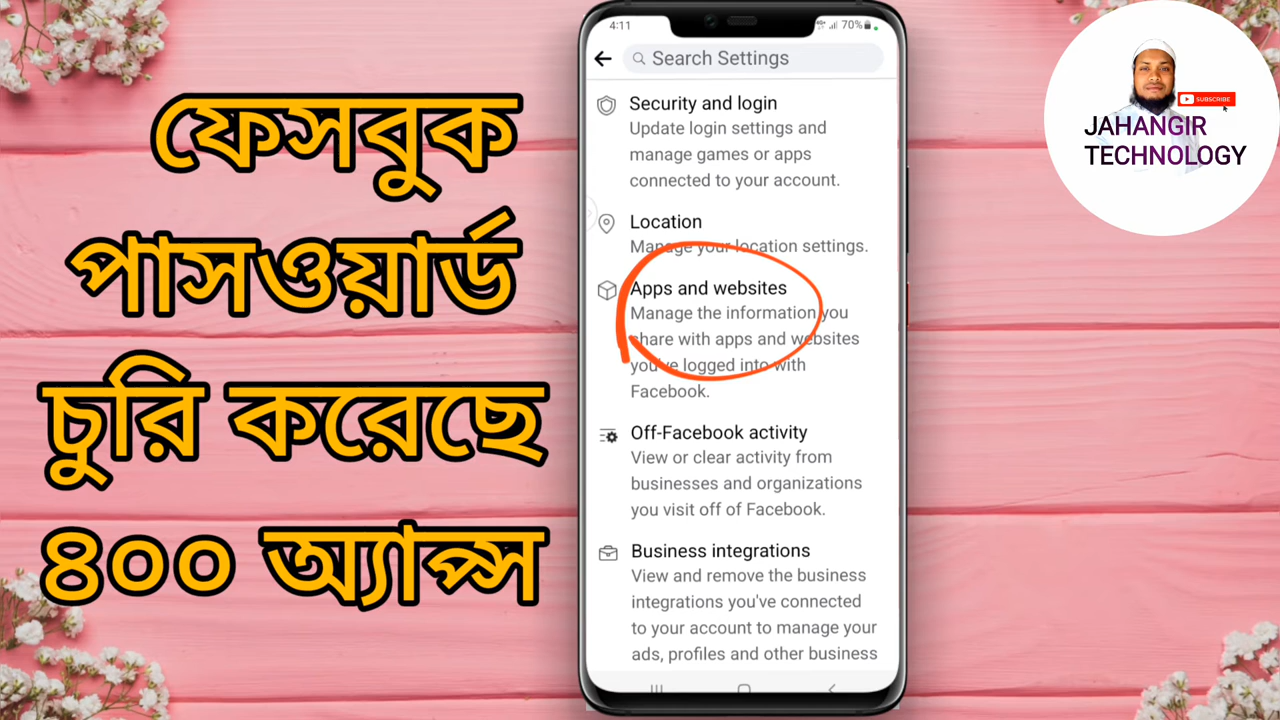 ফেসবুক
পাসওয়ার্ড
চুরি করেছে
৪০০ অ্যাপ্স
4:11
70%
Search Settings
Security and login
Update login settings and
manage games or apps
connected to your account.
Location
Manage your location settings.
Apps and websites
Manage the information you
share with apps and websites
you've logged into with
Facebook.
Off-Facebook activity
View or clear activity from
businesses and organizations
you visit off of Facebook.
Business integrations
View and remove the business
integrations you've connected
to your account to manage your
ads, profiles and other business
SUBSCRIBE
JAHANGIR
TECHNOLOGY